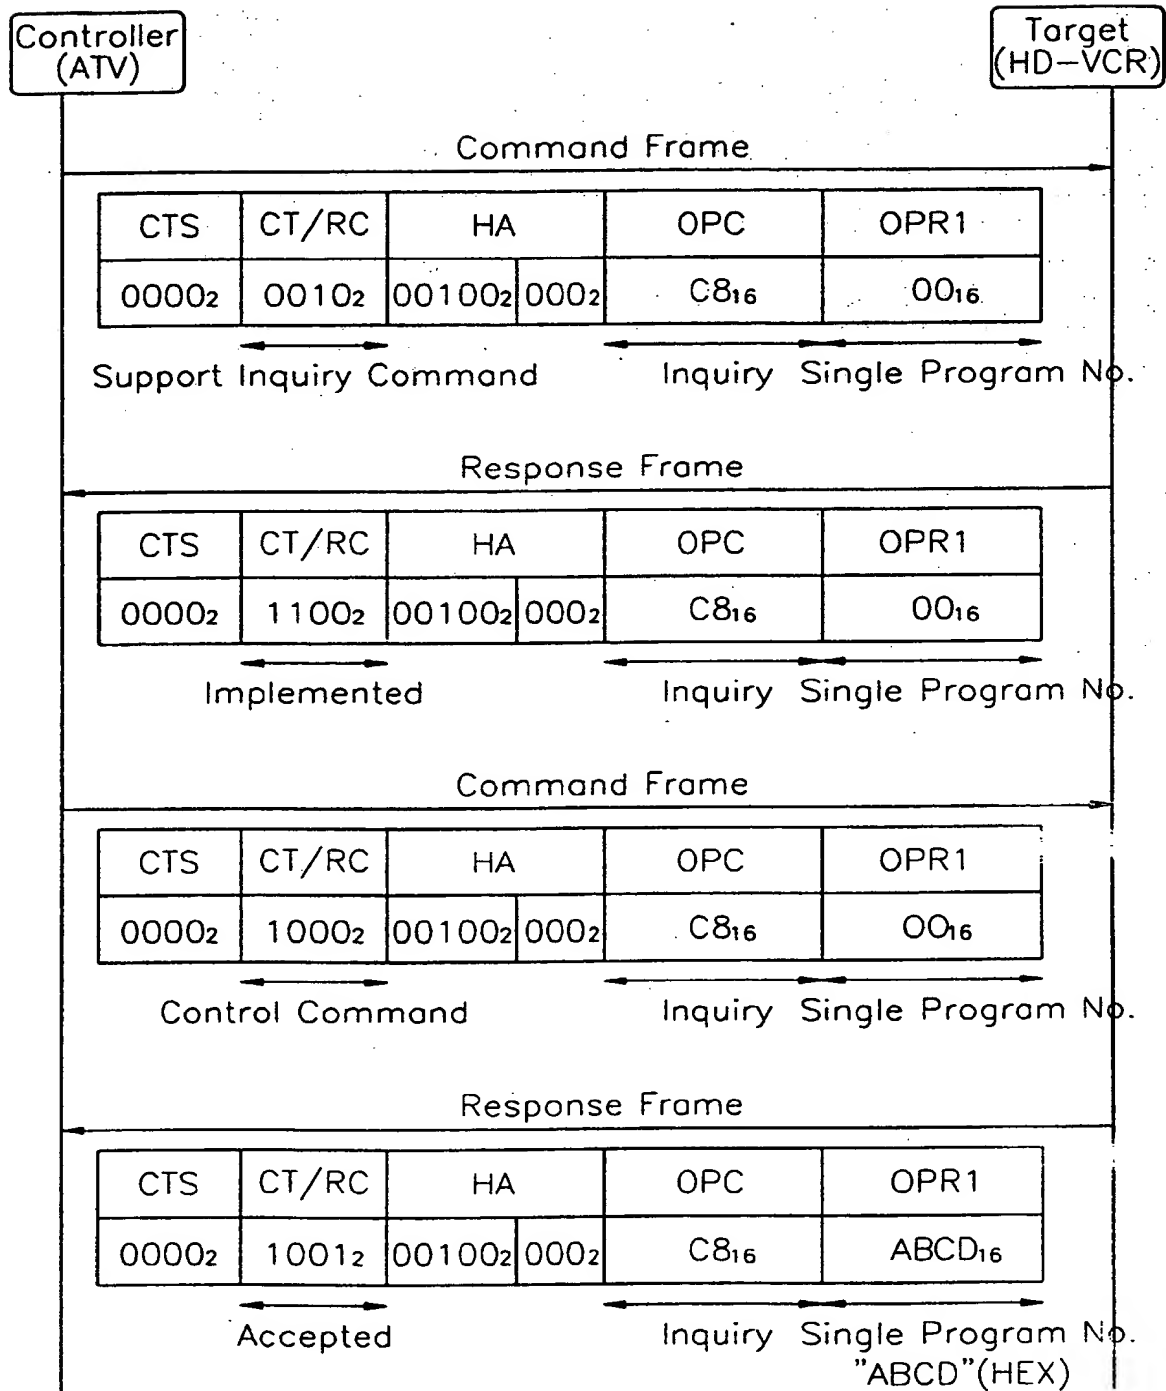 Controller
(ATV)
Target
(HD-VCR)
Command Frame
CTS CT/RC HA OPC OPR1
0000₂ 0010₂ 00100₂ 000₂ C8₁₆ 00₁₆
Support Inquiry Command Inquiry Single Program No.
Response Frame
CTS CT/RC HA OPC OPR1
0000₂ 1100₂ 00100₂ 000₂ C8₁₆ 00₁₆
Implemented Inquiry Single Program No.
Command Frame
CTS CT/RC HA OPC OPR1
0000₂ 1000₂ 00100₂ 000₂ C8₁₆ 00₁₆
Control Command Inquiry Single Program No.
Response Frame
CTS CT/RC HA OPC OPR1
0000₂ 1001₂ 00100₂ 000₂ C8₁₆ ABCD₁₆
Accepted Inquiry Single Program No.
"ABCD"(HEX)